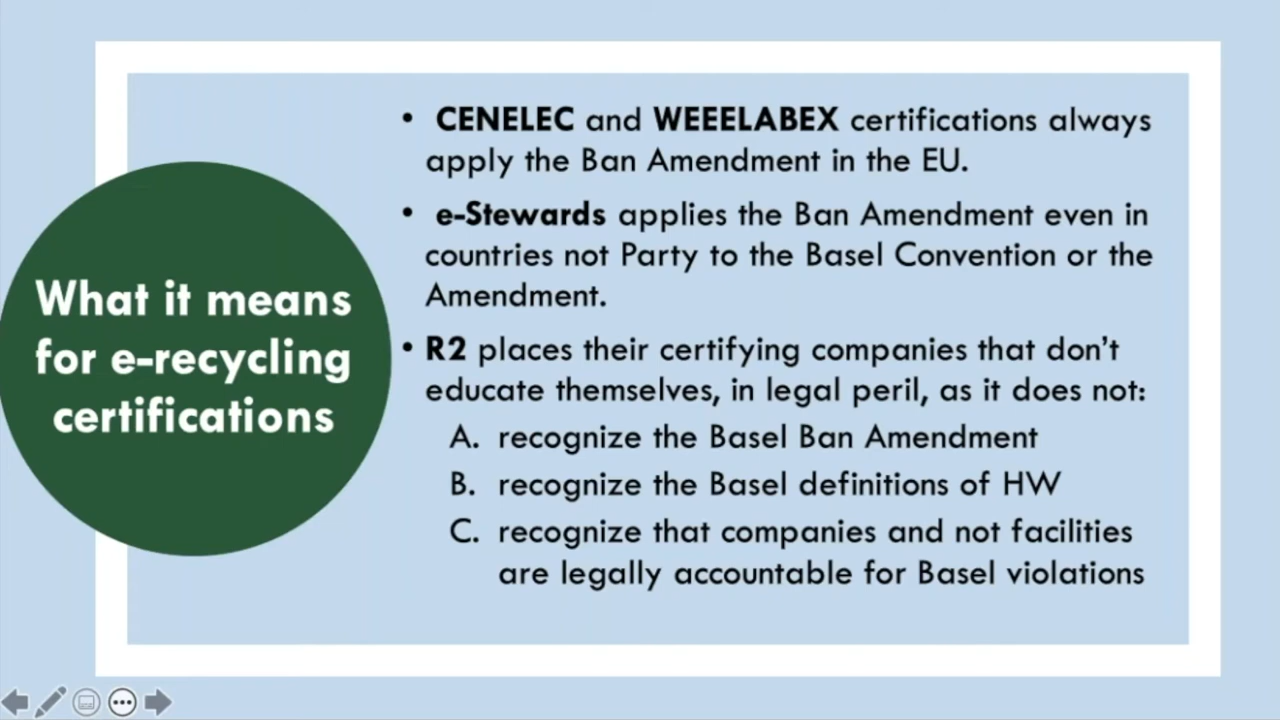 What it means
for e-recycling
certifications
• CENELEC and WEEELABEX certifications always
apply the Ban Amendment in the EU.
• e-Stewards applies the Ban Amendment even in
countries not Party to the Basel Convention or the
Amendment.
• R2 places their certifying companies that don't
educate themselves, in legal peril, as it does not:
A. recognize the Basel Ban Amendment
B. recognize the Basel definitions of HW
C. recognize that companies and not facilities
are legally accountable for Basel violations